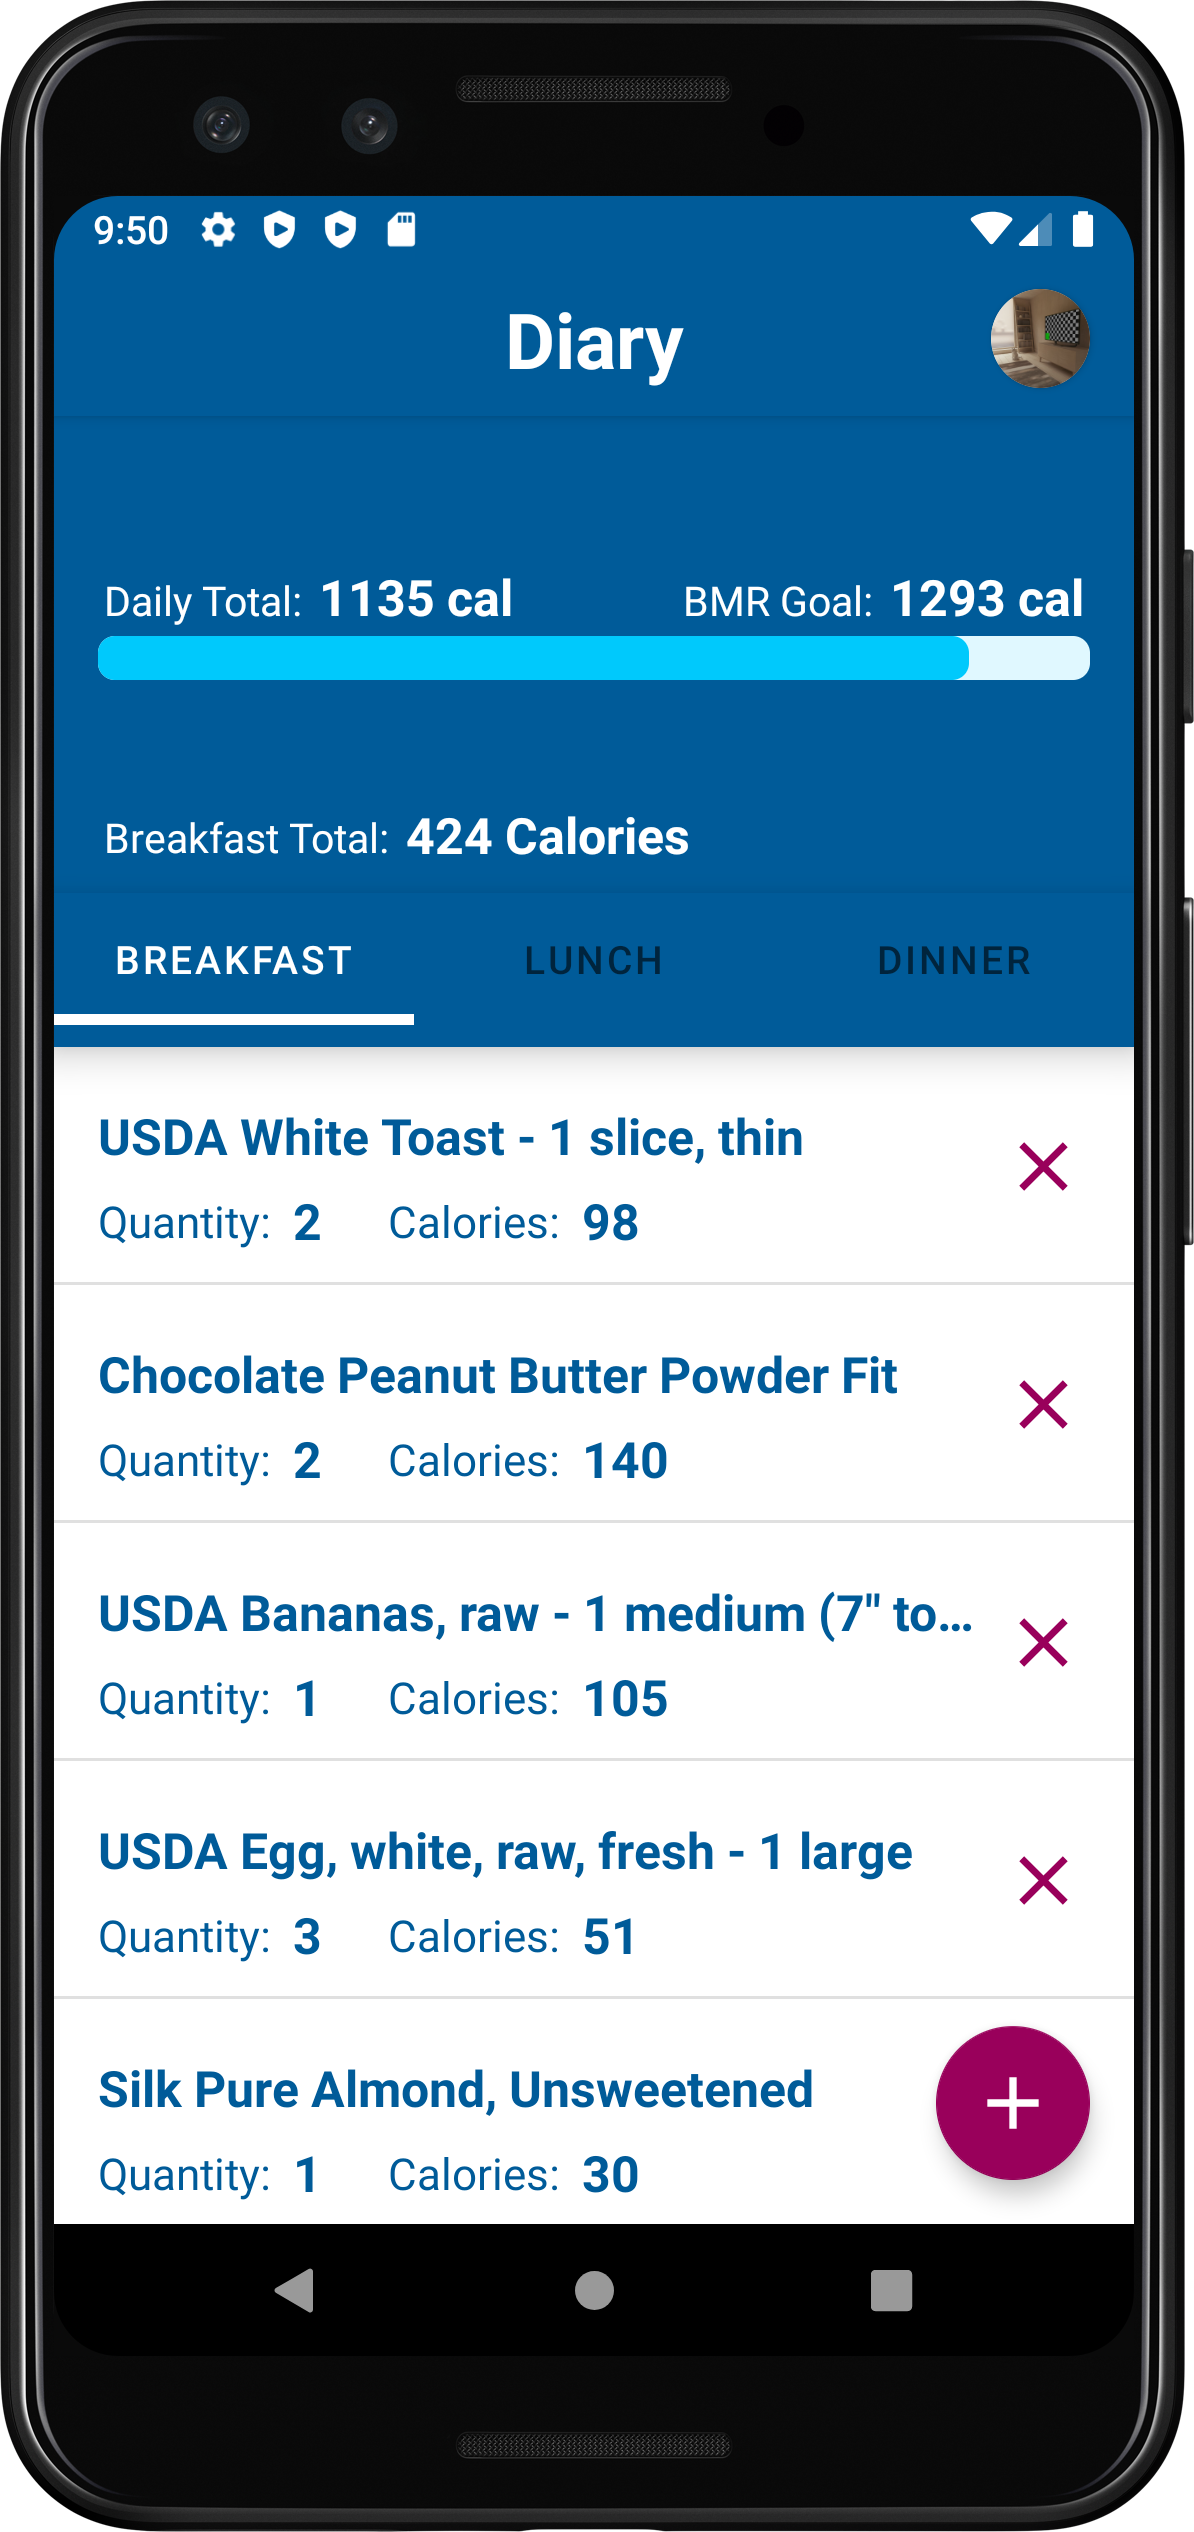 9:50
Diary
Daily Total: 1135 cal BMR Goal: 1293 cal
Breakfast Total: 424 Calories
BREAKFAST LUNCH DINNER
USDA White Toast - 1 slice, thin
Quantity: 2 Calories: 98
Chocolate Peanut Butter Powder Fit
Quantity: 2 Calories: 140
USDA Bananas, raw - 1 medium (7" to...
Quantity: 1 Calories: 105
USDA Egg, white, raw, fresh - 1 large
Quantity: 3 Calories: 51
Silk Pure Almond, Unsweetened
Quantity: 1 Calories: 30